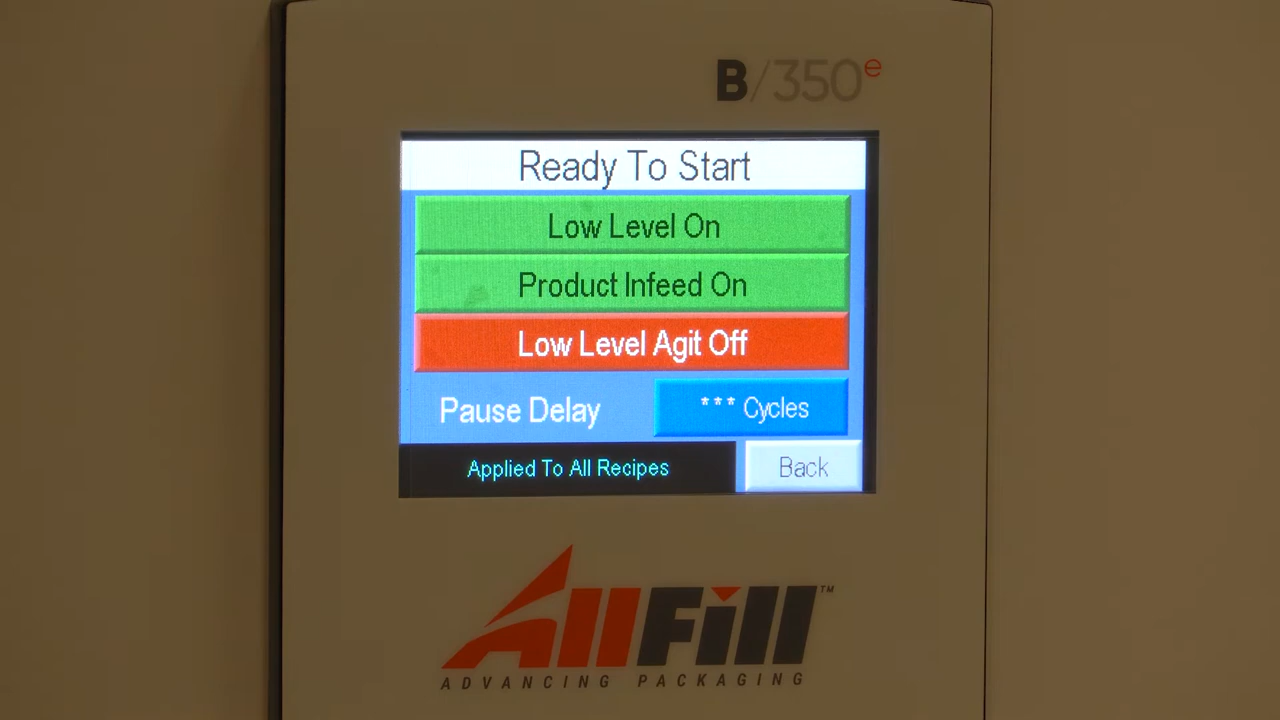 B/350e
Ready To Start
Low Level On
Product Infeed On
Low Level Agit Off
Pause Delay
*** Cycles
Applied To All Recipes
Back
AllFill™
ADVANCING PACKAGING